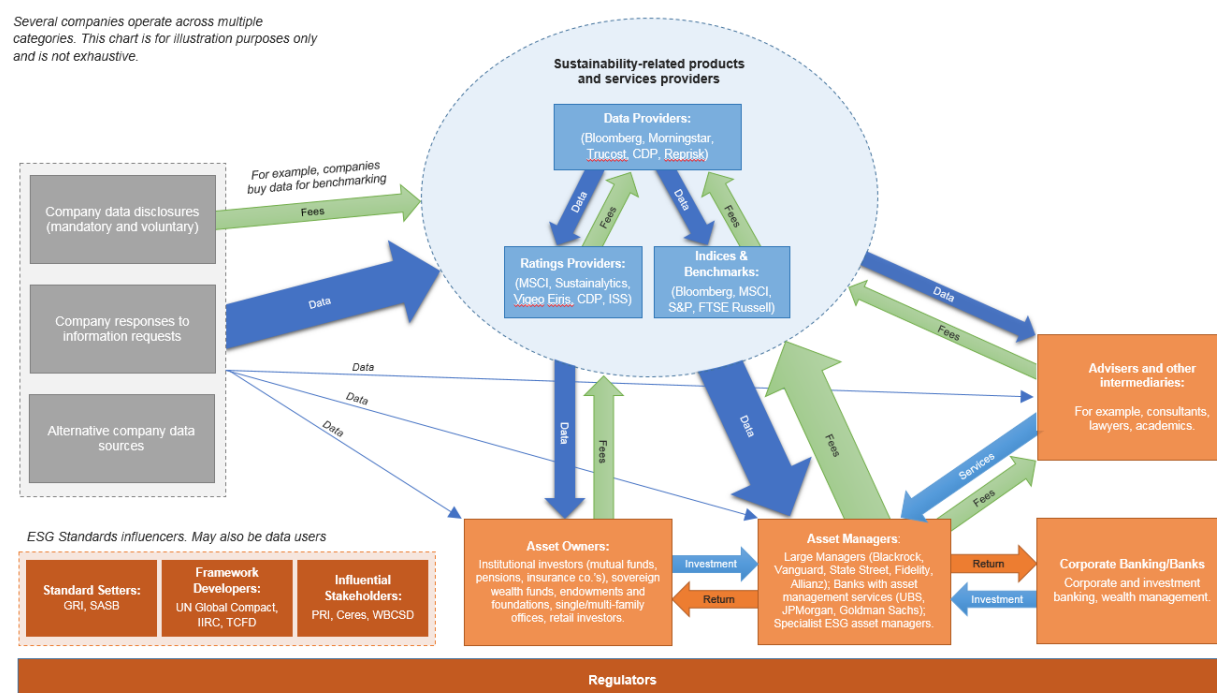 Several companies operate across multiple
categories. This chart is for illustration purposes only
and is not exhaustive.
Sustainability-related products
and services providers
Data Providers:
(Bloomberg, Morningstar,
Trucost, CDP, Reprisk)
For example, companies
buy data for benchmarking
Fees
Company data disclosures
(mandatory and voluntary)
Data
Fees
Data
Fees
Ratings Providers:
(MSCI, Sustainalytics,
Vigeo Eiris, CDP, ISS)
Indices &
Benchmarks:
(Bloomberg, MSCI,
S&P, FTSE Russell)
Data
Company responses to
information requests
Data
Fees
Data
Data
Data
Alternative company data
sources
Data
Fees
Data
Fees
Advisers and other
intermediaries:
For example, consultants,
lawyers, academics.
Services
Fees
ESG Standards influencers. May also be data users
Standard Setters:
GRI, SASB
Framework
Developers:
UN Global Compact,
IIRC, TCFD
Influential
Stakeholders:
PRI, Ceres, WBCSD
Asset Owners:
Institutional investors (mutual funds,
pensions, insurance co.'s), sovereign
wealth funds, endowments and
foundations, single/multi-family
offices, retail investors.
Investment
Return
Asset Managers:
Large Managers (Blackrock,
Vanguard, State Street, Fidelity,
Allianz); Banks with asset
management services (UBS,
JPMorgan, Goldman Sachs);
Specialist ESG asset managers.
Return
Investment
Corporate Banking/Banks
Corporate and investment
banking, wealth management.
Regulators